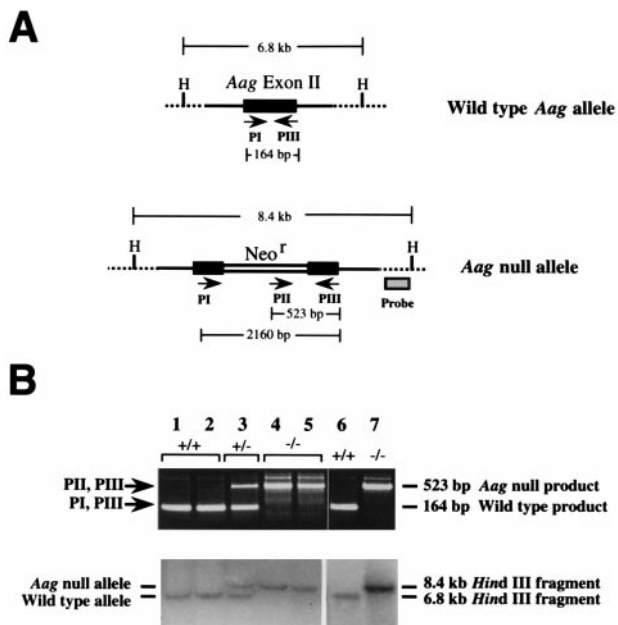 A
6.8 kb
H
H
Aag Exon II
Wild type Aag allele
PI
PIII
164 bp
8.4 kb
H
H
Neo r
Aag null allele
PI
PII
PIII
Probe
523 bp
2160 bp
B
1 2 3 4 5 6 7
+/+ +/- -/- +/+ -/-
PII, PIII
523 bp Aag null product
PI, PIII
164 bp Wild type product
Aag null allele
8.4 kb Hind III fragment
Wild type allele
6.8 kb Hind III fragment